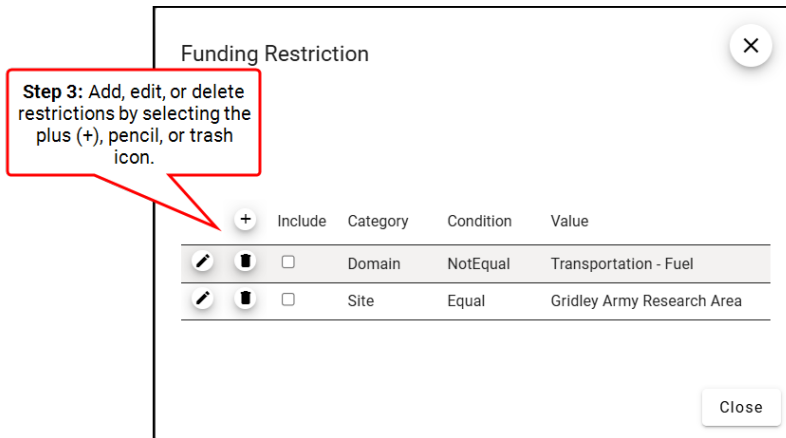 Funding Restriction
Step 3: Add, edit, or delete
restrictions by selecting the
plus (+), pencil, or trash
icon.
Include Category Condition Value
Domain NotEqual Transportation - Fuel
Site Equal Gridley Army Research Area
Close